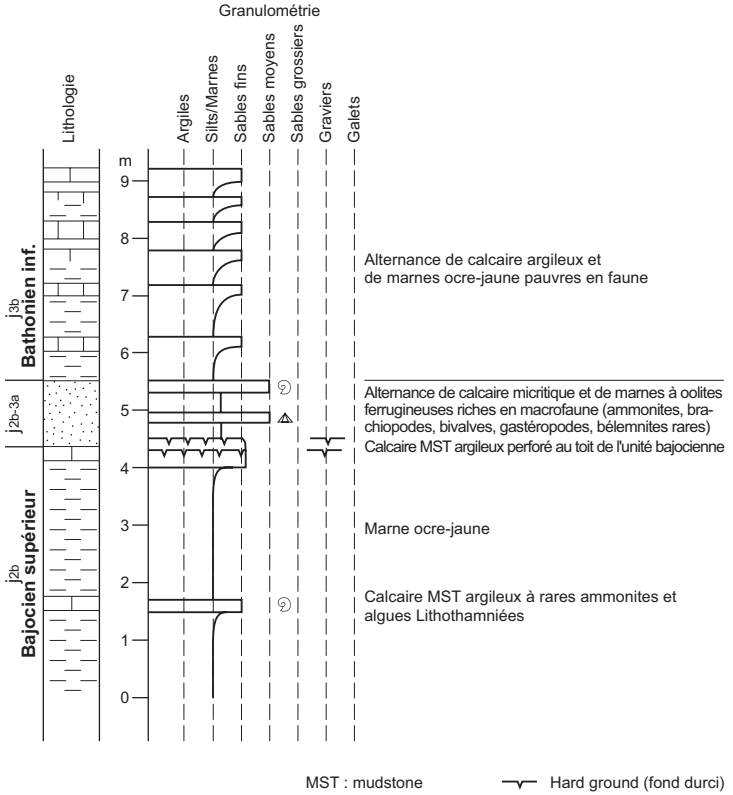 Granulométrie
Lithologie
Argiles
Silts/Marnes
Sables fins
Sables moyens
Sables grossiers
Graviers
Galets
m
9
8
7
6
5
4
3
2
1
0
j3b
Bathonien inf.
j2b-3a
j2b
Bajocien supérieur
Alternance de calcaire argileux et
de marnes ocre-jaune pauvres en faune
Alternance de calcaire micritique et de marnes à oolites
ferrugineuses riches en macrofaune (ammonites, bra-
chiopodes, bivalves, gastéropodes, bélemnites rares)
Calcaire MST argileux perforé au toit de l'unité bajocienne
Marne ocre-jaune
Calcaire MST argileux à rares ammonites et
algues Lithothamniées
MST : mudstone
Hard ground (fond durci)